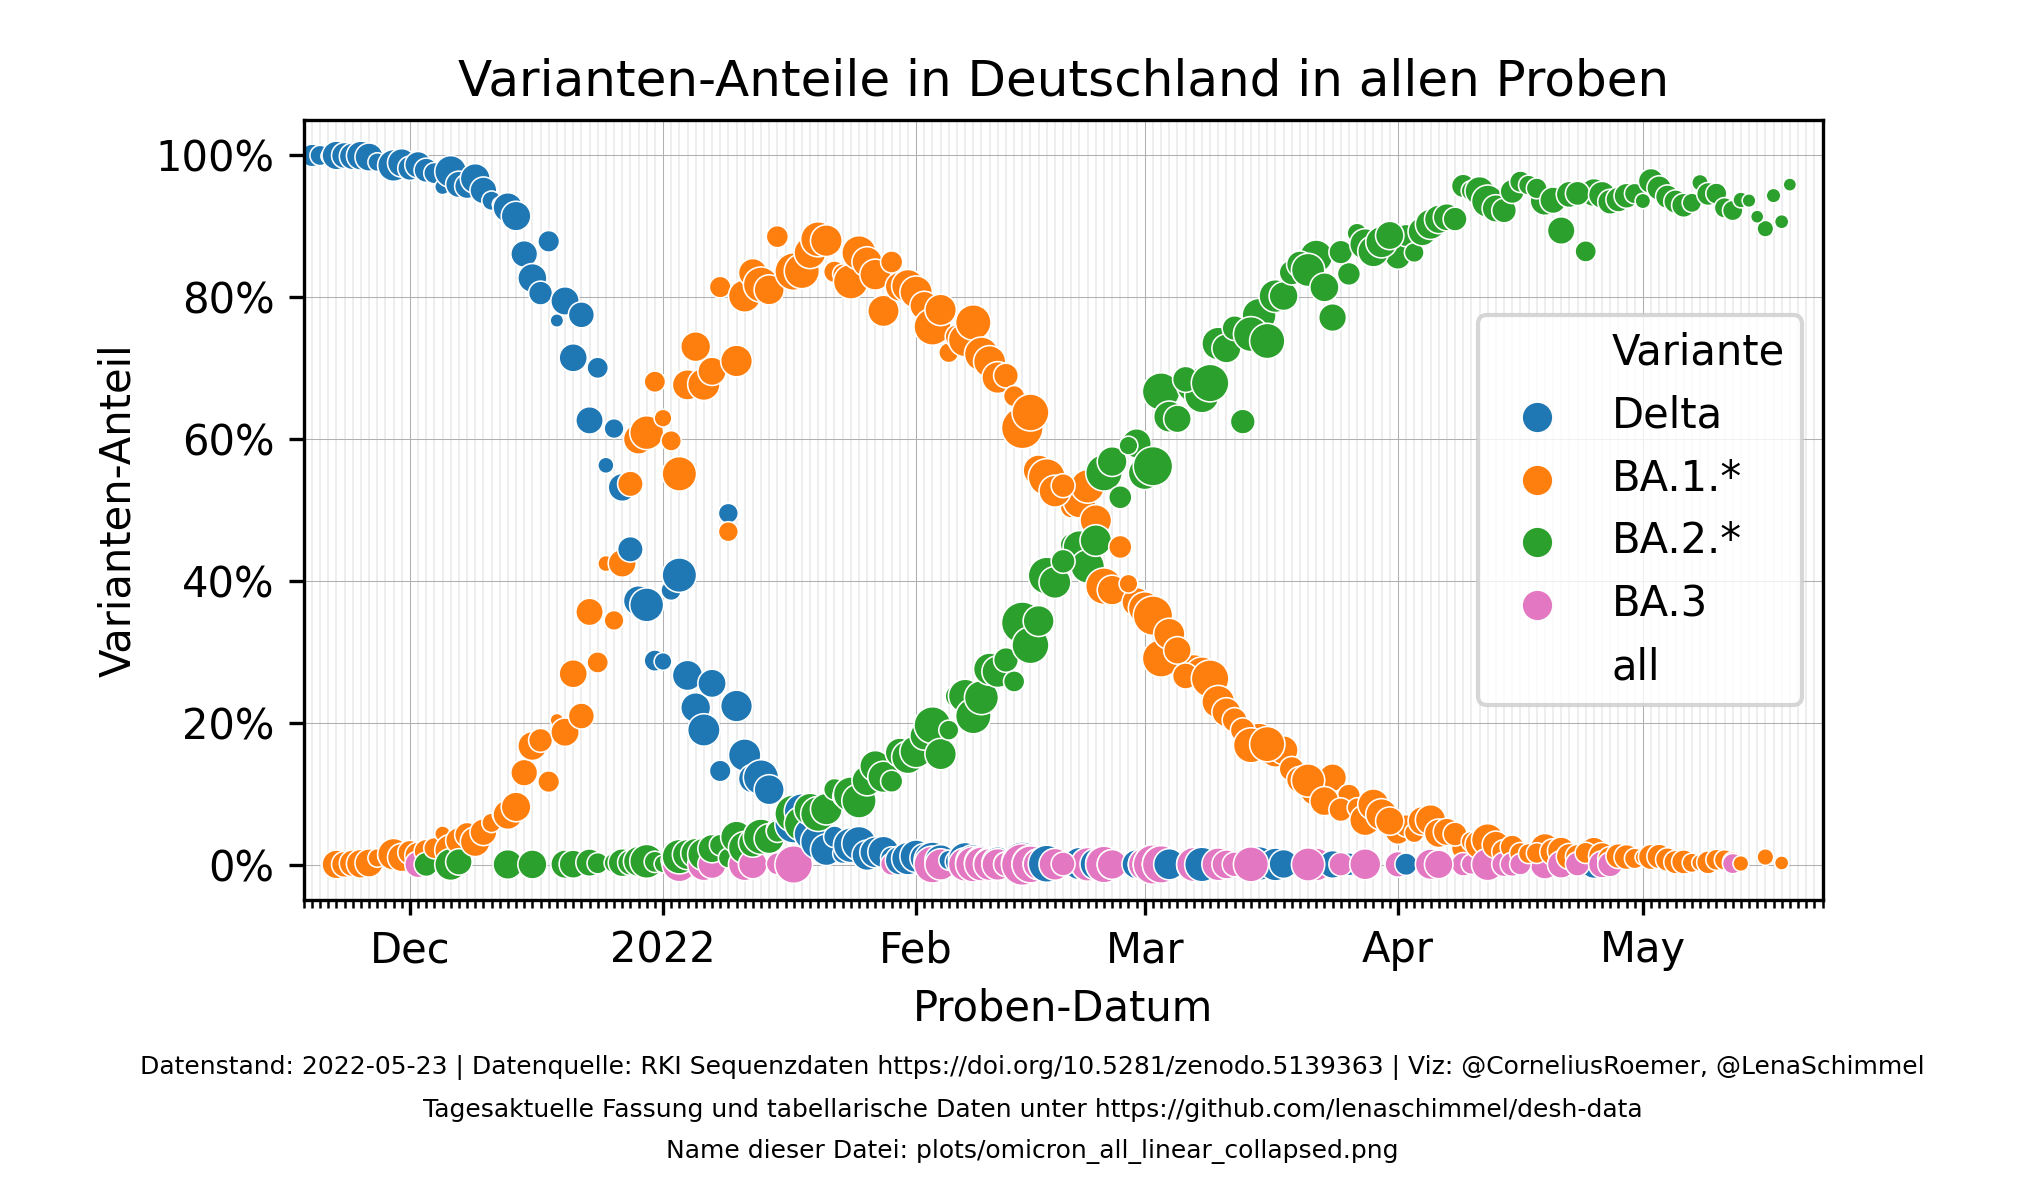 Varianten-Anteile in Deutschland in allen Proben
Varianten-Anteil
100%
80%
60%
40%
20%
0%
Variante
Delta
BA.1.*
BA.2.*
BA.3
all
Dec 2022 Feb Mar Apr May
Proben-Datum
Datenstand: 2022-05-23 | Datenquelle: RKI Sequenzdaten https://doi.org/10.5281/zenodo.5139363 | Viz: @CorneliusRoemer, @LenaSchimmel
Tagesaktuelle Fassung und tabellarische Daten unter https://github.com/lenaschimmel/desh-data
Name dieser Datei: plots/omicron_all_linear_collapsed.png